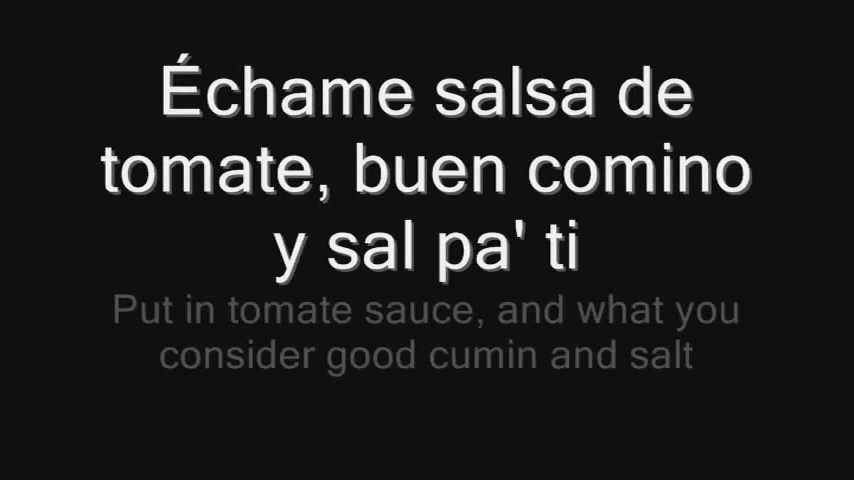 Échame salsa de
tomate, buen comino
y sal pa' ti
Put in tomate sauce, and what you
consider good cumin and salt